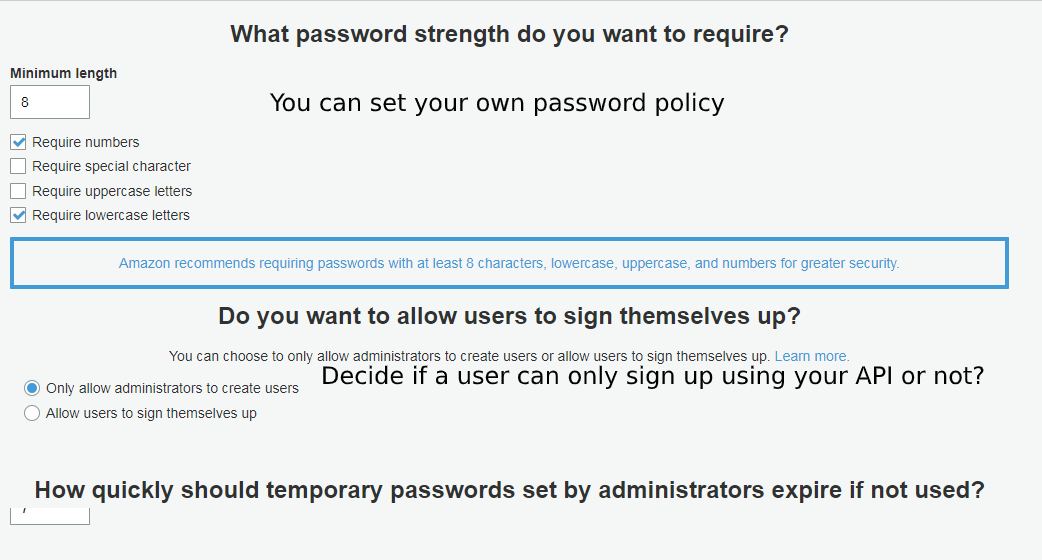 What password strength do you want to require?
Minimum length
8
You can set your own password policy
Require numbers
Require special character
Require uppercase letters
Require lowercase letters
Amazon recommends requiring passwords with at least 8 characters, lowercase, uppercase, and numbers for greater security.
Do you want to allow users to sign themselves up?
You can choose to only allow administrators to create users or allow users to sign themselves up. Learn more.
Decide if a user can only sign up using your API or not?
Only allow administrators to create users
Allow users to sign themselves up
How quickly should temporary passwords set by administrators expire if not used?